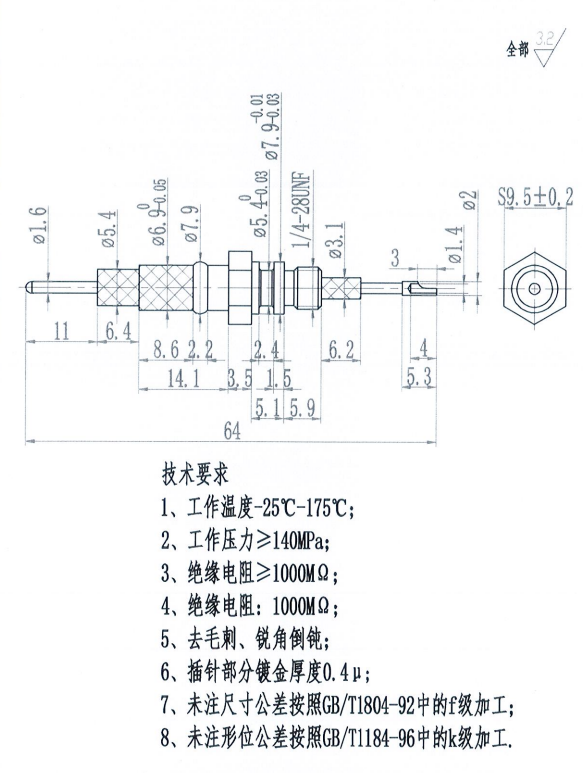 全部 3.2
ø1.6
ø5.4
ø6.9 0 -0.05
ø7.9
ø5.4 0 -0.03
ø7.9 -0.01 -0.03
1/4-28UNF
ø3.1
3
ø1.4
ø2
S9.5±0.2
11
6.4
8.6
2.2
2.4
6.2
4
14.1
3.5
1.5
5.3
5.1
5.9
64
技术要求
1、工作温度-25℃-175℃;
2、工作压力≥140MPa;
3、绝缘电阻≥1000MΩ;
4、绝缘电阻: 1000MΩ;
5、去毛刺、锐角倒钝;
6、插针部分镀金厚度0.4μ;
7、未注尺寸公差按照GB/T1804-92中的f级加工;
8、未注形位公差按照GB/T1184-96中的k级加工.